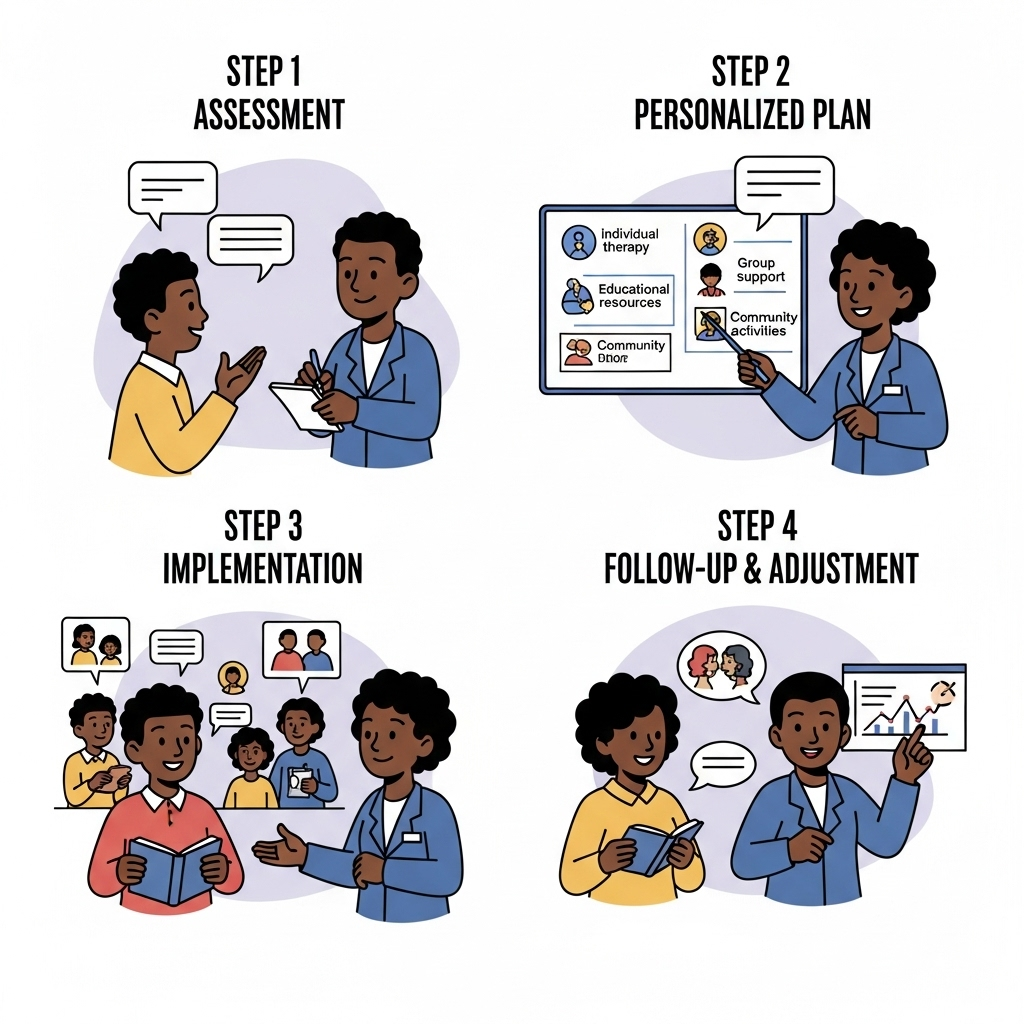 STEP 1
ASSESSMENT
STEP 2
PERSONALIZED PLAN
Individual
therapy
Educational
resources
Community
Group
support
Community
activities
STEP 3
IMPLEMENTATION
STEP 4
FOLLOW-UP & ADJUSTMENT